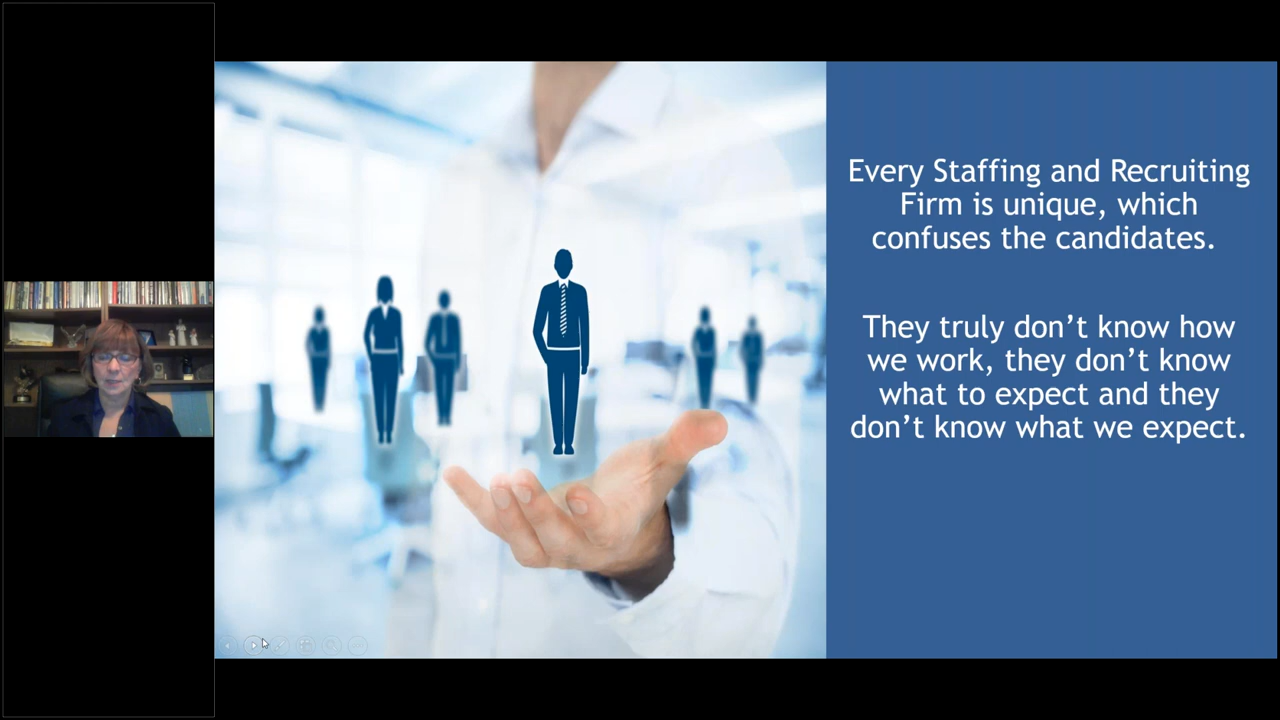 Every Staffing and Recruiting
Firm is unique, which
confuses the candidates.
They truly don’t know how
we work, they don’t know
what to expect and they
don’t know what we expect.